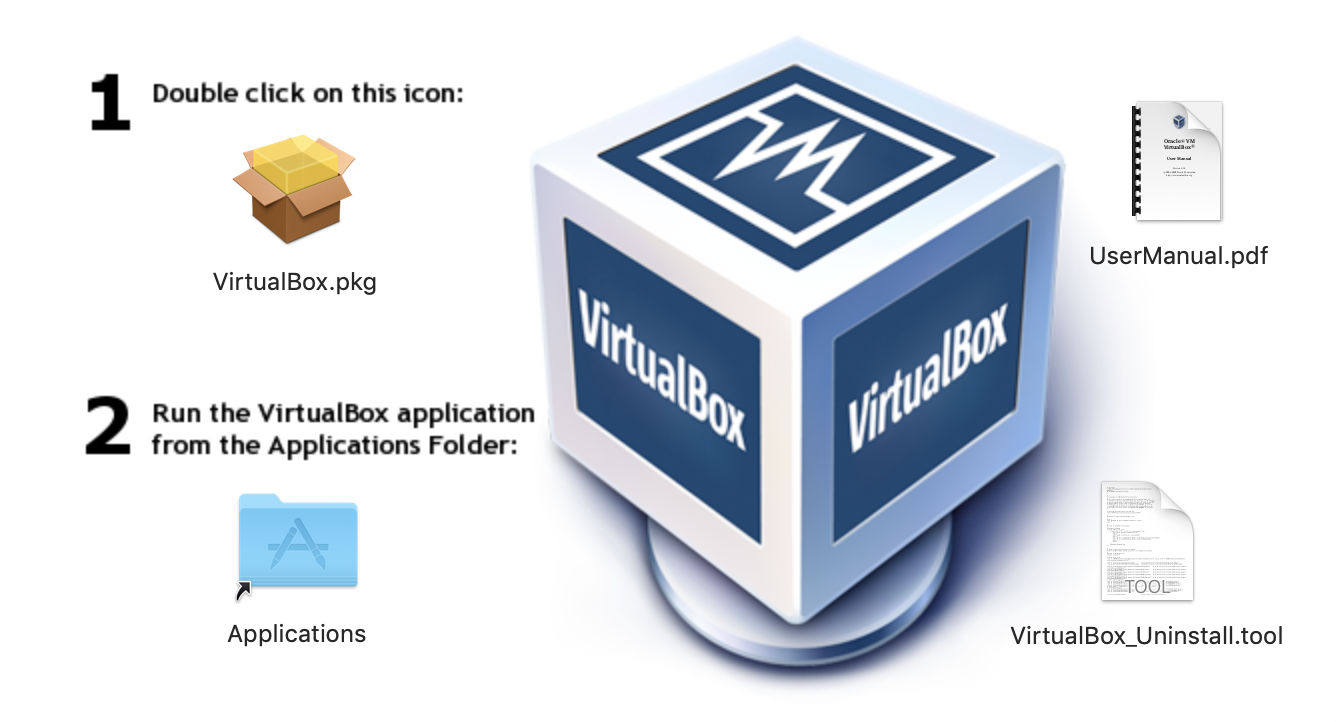 1 Double click on this icon:
VirtualBox.pkg
2 Run the VirtualBox application
from the Applications Folder:
Applications
VirtualBox
VirtualBox
Oracle® VM
VirtualBox®
User Manual
UserManual.pdf
TOOL
VirtualBox_Uninstall.tool